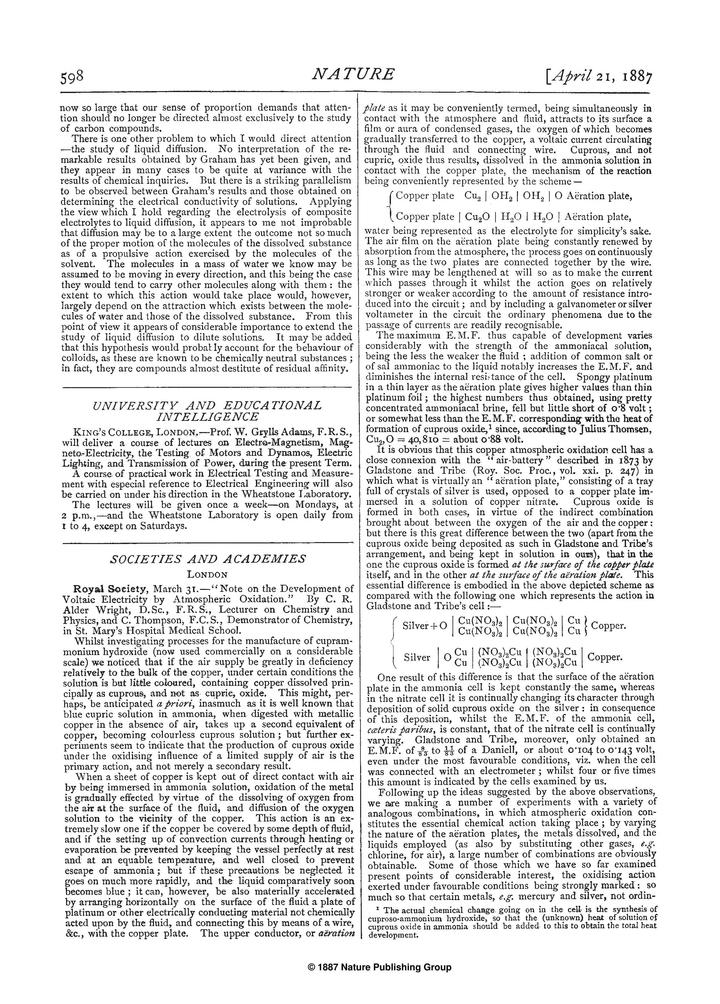 598
NATURE
[April 21, 1887
now so large that our sense of proportion demands that atten-
tion should no longer be directed almost exclusively to the study
of carbon compounds.
There is one other problem to which I would direct attention
—the study of liquid diffusion. No interpretation of the re-
markable results obtained by Graham has yet been given, and
they appear in many cases to be quite at variance with the
results of chemical inquiries. But there is a striking parallelism
to be observed between Graham's results and those obtained on
determining the electrical conductivity of solutions. Applying
the view which I hold regarding the electrolysis of composite
electrolytes to liquid diffusion, it appears to me not improbable
that diffusion may be to a large extent the outcome not so much
of the proper motion of the molecules of the dissolved substance
as of a propulsive action exercised by the molecules of the
solvent. The molecules in a mass of water we know may be
assumed to be moving in every direction, and this being the case
they would tend to carry other molecules along with them : the
extent to which this action would take place would, however,
largely depend on the attraction which exists between the mole-
cules of water and those of the dissolved substance. From this
point of view it appears of considerable importance to extend the
study of liquid diffusion to dilute solutions. It may be added
that this hypothesis would probably account for the behaviour of
colloids, as these are known to be chemically neutral substances ;
in fact, they are compounds almost destitute of residual affinity.
UNIVERSITY AND EDUCATIONAL
INTELLIGENCE
KING'S COLLEGE, LONDON.—Prof. W. Grylls Adams, F.R.S.,
will deliver a course of lectures on Electro-Magnetism, Mag-
neto-Electricity, the Testing of Motors and Dynamos, Electric
Lighting, and Transmission of Power, during the present Term.
A course of practical work in Electrical Testing and Measure-
ment with especial reference to Electrical Engineering will also
be carried on under his direction in the Wheatstone Laboratory.
The lectures will be given once a week—on Mondays, at
2 p.m.,—and the Wheatstone Laboratory is open daily from
1 to 4, except on Saturdays.
SOCIETIES AND ACADEMIES
LONDON
Royal Society, March 31.—"Note on the Development of
Voltaic Electricity by Atmospheric Oxidation." By C. R.
Alder Wright, D.Sc., F.R.S., Lecturer on Chemistry and
Physics, and C. Thompson, F.C.S., Demonstrator of Chemistry,
in St. Mary's Hospital Medical School.
Whilst investigating processes for the manufacture of cupram-
monium hydroxide (now used commercially on a considerable
scale) we noticed that if the air supply be greatly in deficiency
relatively to the bulk of the copper, under certain conditions the
solution is but little coloured, containing copper dissolved prin-
cipally as cuprous, and not as cupric, oxide. This might, per-
haps, be anticipated a priori, inasmuch as it is well known that
blue cupric solution in ammonia, when digested with metallic
copper in the absence of air, takes up a second equivalent of
copper, becoming colourless cuprous solution ; but further ex-
periments seem to indicate that the production of cuprous oxide
under the oxidising influence of a limited supply of air is the
primary action, and not merely a secondary result.
When a sheet of copper is kept out of direct contact with air
by being immersed in ammonia solution, oxidation of the metal
is gradually effected by virtue of the dissolving of oxygen from
the air at the surface of the fluid, and diffusion of the oxygen
solution to the vicinity of the copper. This action is an ex-
tremely slow one if the copper be covered by some depth of fluid,
and if the setting up of convection currents through heating or
evaporation be prevented by keeping the vessel perfectly at rest
and at an equable temperature, and well closed to prevent
escape of ammonia ; but if these precautions be neglected it
goes on much more rapidly, and the liquid comparatively soon
becomes blue ; it can, however, be also materially accelerated
by arranging horizontally on the surface of the fluid a plate of
platinum or other electrically conducting material not chemically
acted upon by the fluid, and connecting this by means of a wire,
&c., with the copper plate. The upper conductor, or aëration
plate as it may be conveniently termed, being simultaneously in
contact with the atmosphere and fluid, attracts to its surface a
film or aura of condensed gases, the oxygen of which becomes
gradually transferred to the copper, a voltaic current circulating
through the fluid and connecting wire. Cuprous, and not
cupric, oxide thus results, dissolved in the ammonia solution in
contact with the copper plate, the mechanism of the reaction
being conveniently represented by the scheme—
Copper plate Cu₂ | OH₂ | OH₂ | O Aëration plate,
Copper plate | Cu₂O | H₂O | H₂O | Aëration plate,
water being represented as the electrolyte for simplicity's sake.
The air film on the aëration plate being constantly renewed by
absorption from the atmosphere, the process goes on continuously
as long as the two plates are connected together by the wire.
This wire may be lengthened at will so as to make the current
which passes through it whilst the action goes on relatively
stronger or weaker according to the amount of resistance intro-
duced into the circuit ; and by including a galvanometer or silver
voltameter in the circuit the ordinary phenomena due to the
passage of currents are readily recognisable.
The maximum E.M.F. thus capable of development varies
considerably with the strength of the ammoniacal solution,
being the less the weaker the fluid ; addition of common salt or
of sal ammoniac to the liquid notably increases the E.M.F. and
diminishes the internal resistance of the cell. Spongy platinum
in a thin layer as the aëration plate gives higher values than thin
platinum foil ; the highest numbers thus obtained, using pretty
concentrated ammoniacal brine, fell but little short of 0·8 volt ;
or somewhat less than the E.M.F. corresponding with the heat of
formation of cuprous oxide,¹ since, according to Julius Thomsen,
Cu₂,O = 40,810 = about 0·88 volt.
It is obvious that this copper atmospheric oxidation cell has a
close connexion with the "air-battery" described in 1873 by
Gladstone and Tribe (Roy. Soc. Proc., vol. xxi. p. 247) in
which what is virtually an "aëration plate," consisting of a tray
full of crystals of silver is used, opposed to a copper plate im-
mersed in a solution of copper nitrate. Cuprous oxide is
formed in both cases, in virtue of the indirect combination
brought about between the oxygen of the air and the copper :
but there is this great difference between the two (apart from the
cuprous oxide being deposited as such in Gladstone and Tribe's
arrangement, and being kept in solution in ours), that in the
one the cuprous oxide is formed at the surface of the copper plate
itself, and in the other at the surface of the aëration plate. This
essential difference is embodied in the above depicted scheme as
compared with the following one which represents the action in
Gladstone and Tribe's cell :—
Silver + O | Cu(NO₃)₂ | Cu(NO₃)₂ | Cu } Copper.
Cu(NO₃)₂ | Cu(NO₃)₂ | Cu
Silver | O Cu | (NO₃)₂Cu | (NO₃)₂Cu | Copper.
Cu | (NO₃)₂Cu | (NO₃)₂Cu
One result of this difference is that the surface of the aëration
plate in the ammonia cell is kept constantly the same, whereas
in the nitrate cell it is continually changing its character through
deposition of solid cuprous oxide on the silver : in consequence
of this deposition, whilst the E.M.F. of the ammonia cell,
cæteris paribus, is constant, that of the nitrate cell is continually
varying. Gladstone and Tribe, moreover, only obtained an
E.M.F. of to of a Daniell, or about 0·104 to 0·143 volt,
even under the most favourable conditions, viz. when the cell
was connected with an electrometer ; whilst four or five times
this amount is indicated by the cells examined by us.
Following up the ideas suggested by the above observations,
we are making a number of experiments with a variety of
analogous combinations, in which atmospheric oxidation con-
stitutes the essential chemical action taking place ; by varying
the nature of the aëration plates, the metals dissolved, and the
liquids employed (as also by substituting other gases, e.g.
chlorine, for air), a large number of combinations are obviously
obtainable. Some of those which we have so far examined
present points of considerable interest, the oxidising action
exerted under favourable conditions being strongly marked : so
much so that certain metals, e.g. mercury and silver, not ordin-
¹ The actual chemical change going on in the cell is the synthesis of
cuproso-ammonium hydroxide, so that the (unknown) heat of solution of
cuprous oxide in ammonia should be added to this to obtain the total heat
development.
© 1887 Nature Publishing Group